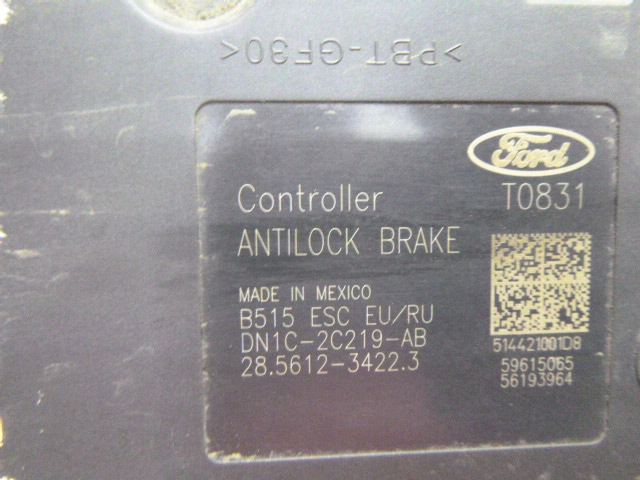 >PBT-GF30<
Ford
Controller T0831
ANTILOCK BRAKE
MADE IN MEXICO
B515 ESC EU/RU
DN1C-2C219-AB
28.5612-3422.3
514421001D8
59615065
56193964